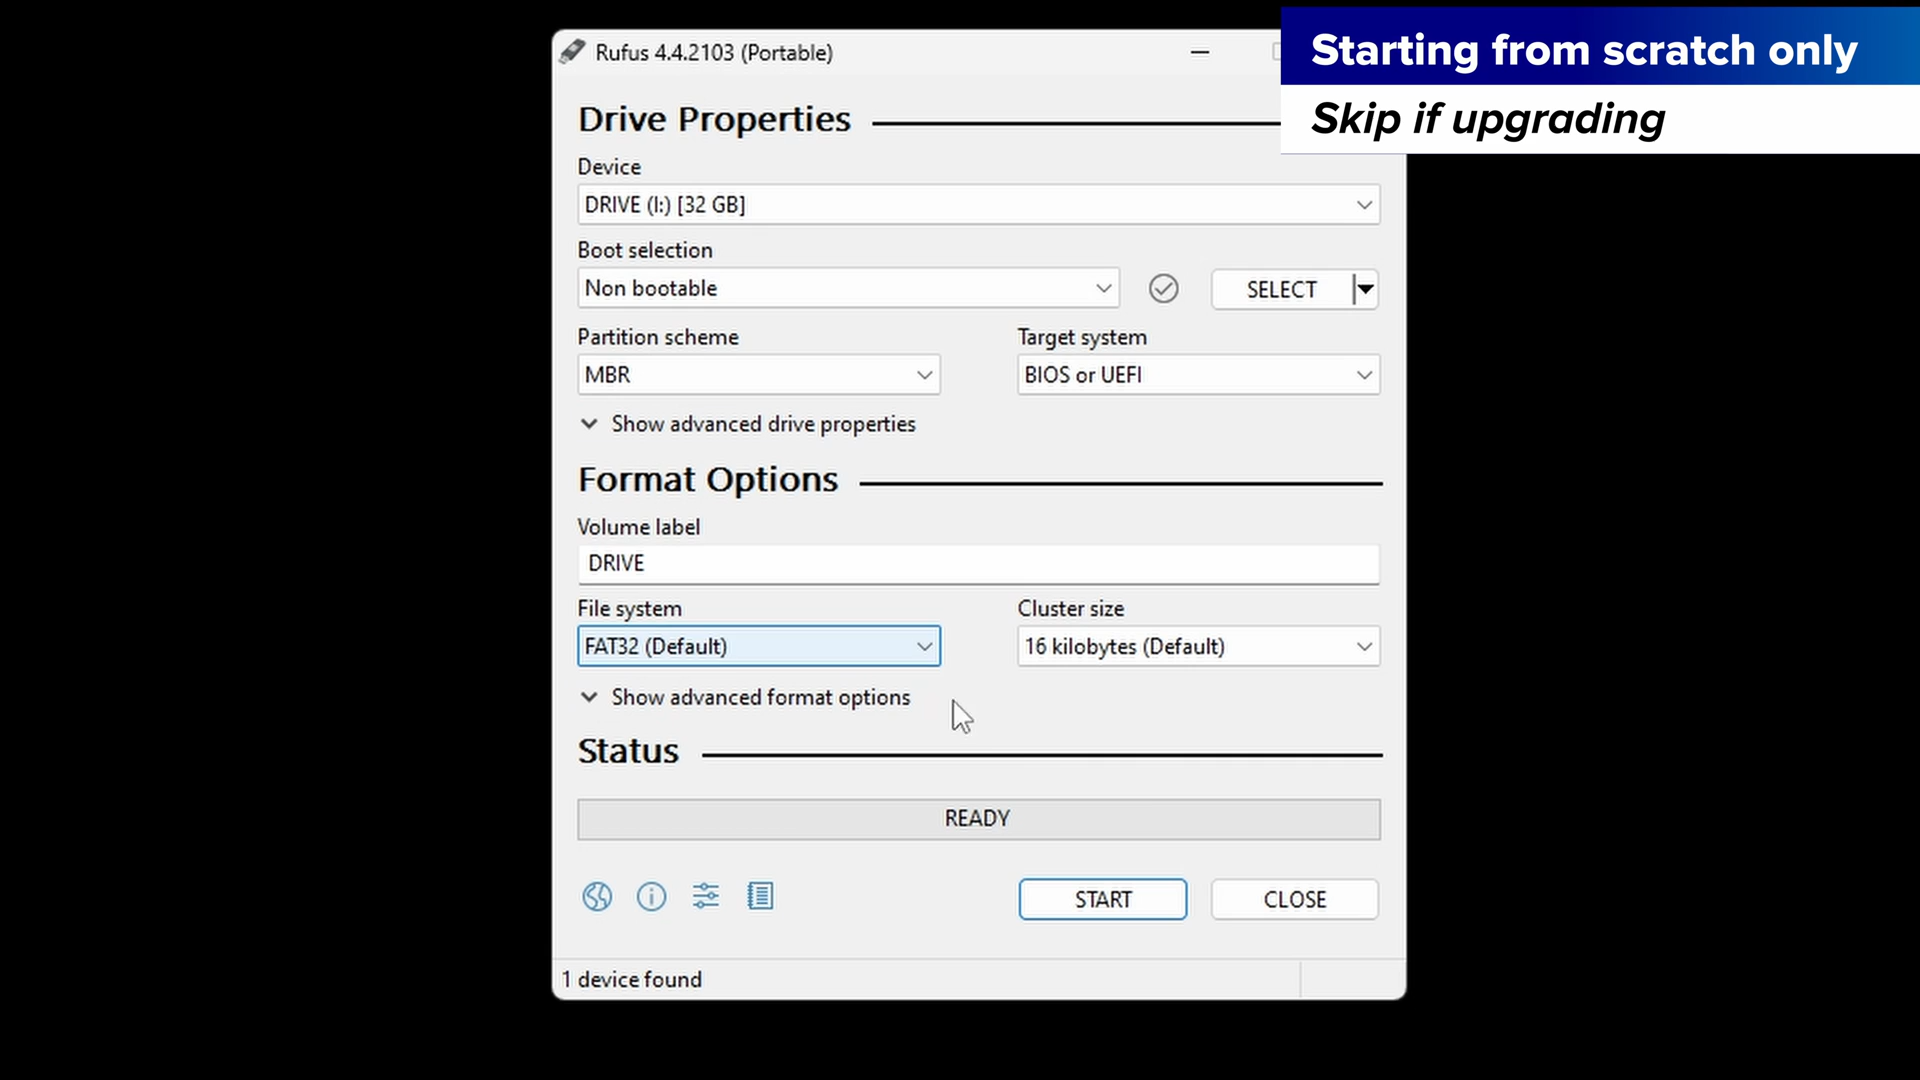 Rufus 4.4.2103 (Portable)
Starting from scratch only
Skip if upgrading
Drive Properties
Device
DRIVE (I:) [32 GB]
Boot selection
Non bootable
SELECT
Partition scheme
Target system
MBR
BIOS or UEFI
Show advanced drive properties
Format Options
Volume label
DRIVE
File system
Cluster size
FAT32 (Default)
16 kilobytes (Default)
Show advanced format options
Status
READY
START
CLOSE
1 device found